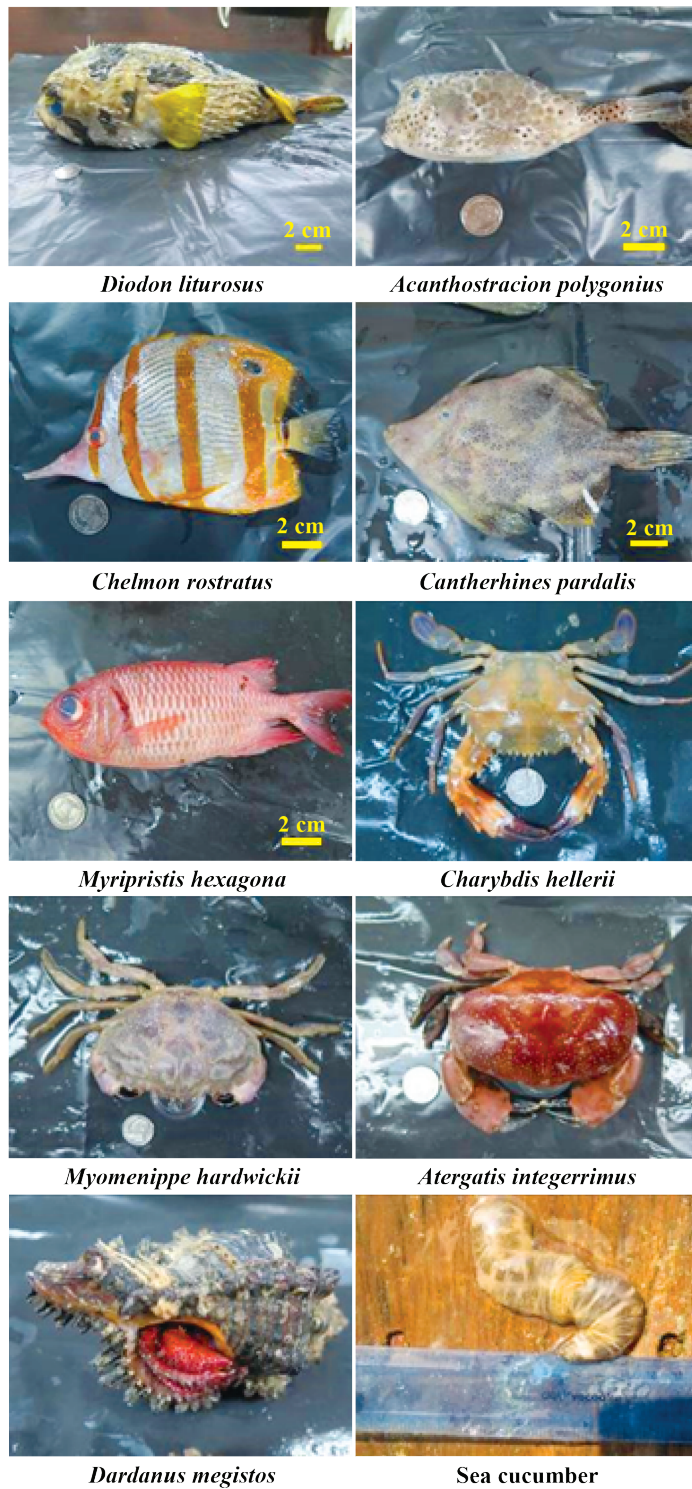 2 cm
2 cm
Diodon liturosus
Acanthostracion polygonius
2 cm
2 cm
Chelmon rostratus
Cantherhines pardalis
2 cm
Myripristis hexagona
Charybdis hellerii
Myomenippe hardwickii
Atergatis integerrimus
Dardanus megistos
Sea cucumber